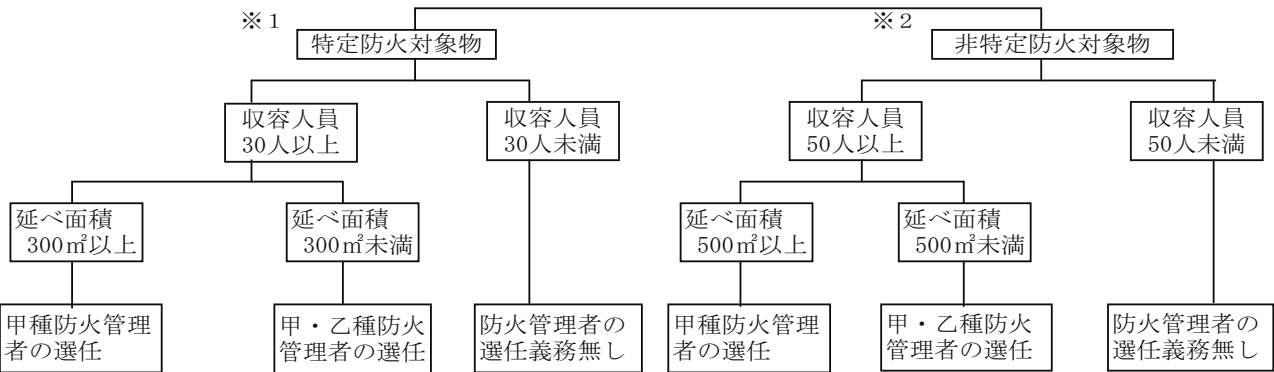 ※１
特定防火対象物
※２
非特定防火対象物
収容人員
30人以上
収容人員
30人未満
収容人員
50人以上
収容人員
50人未満
延べ面積
300㎡以上
延べ面積
300㎡未満
延べ面積
500㎡以上
延べ面積
500㎡未満
甲種防火管理
者の選任
甲・乙種防火
管理者の選任
防火管理者の
選任義務無し
甲種防火管理
者の選任
甲・乙種防火
管理者の選任
防火管理者の
選任義務無し